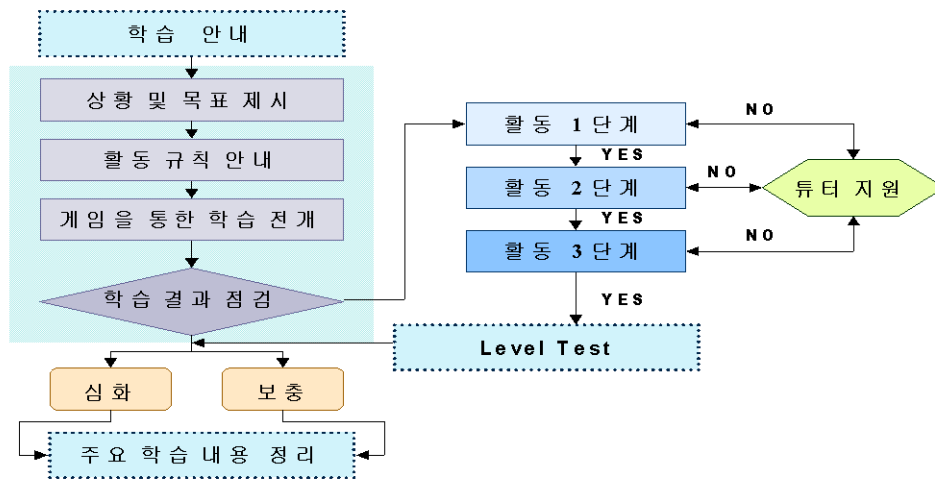 학습 안내
상황 및 목표 제시
활동 규칙 안내
게임을 통한 학습 전개
학습 결과 점검
활동 1 단계
NO
YES
활동 2 단계
NO
튜터 지원
YES
활동 3 단계
NO
YES
Level Test
심화
보충
주요 학습 내용 정리